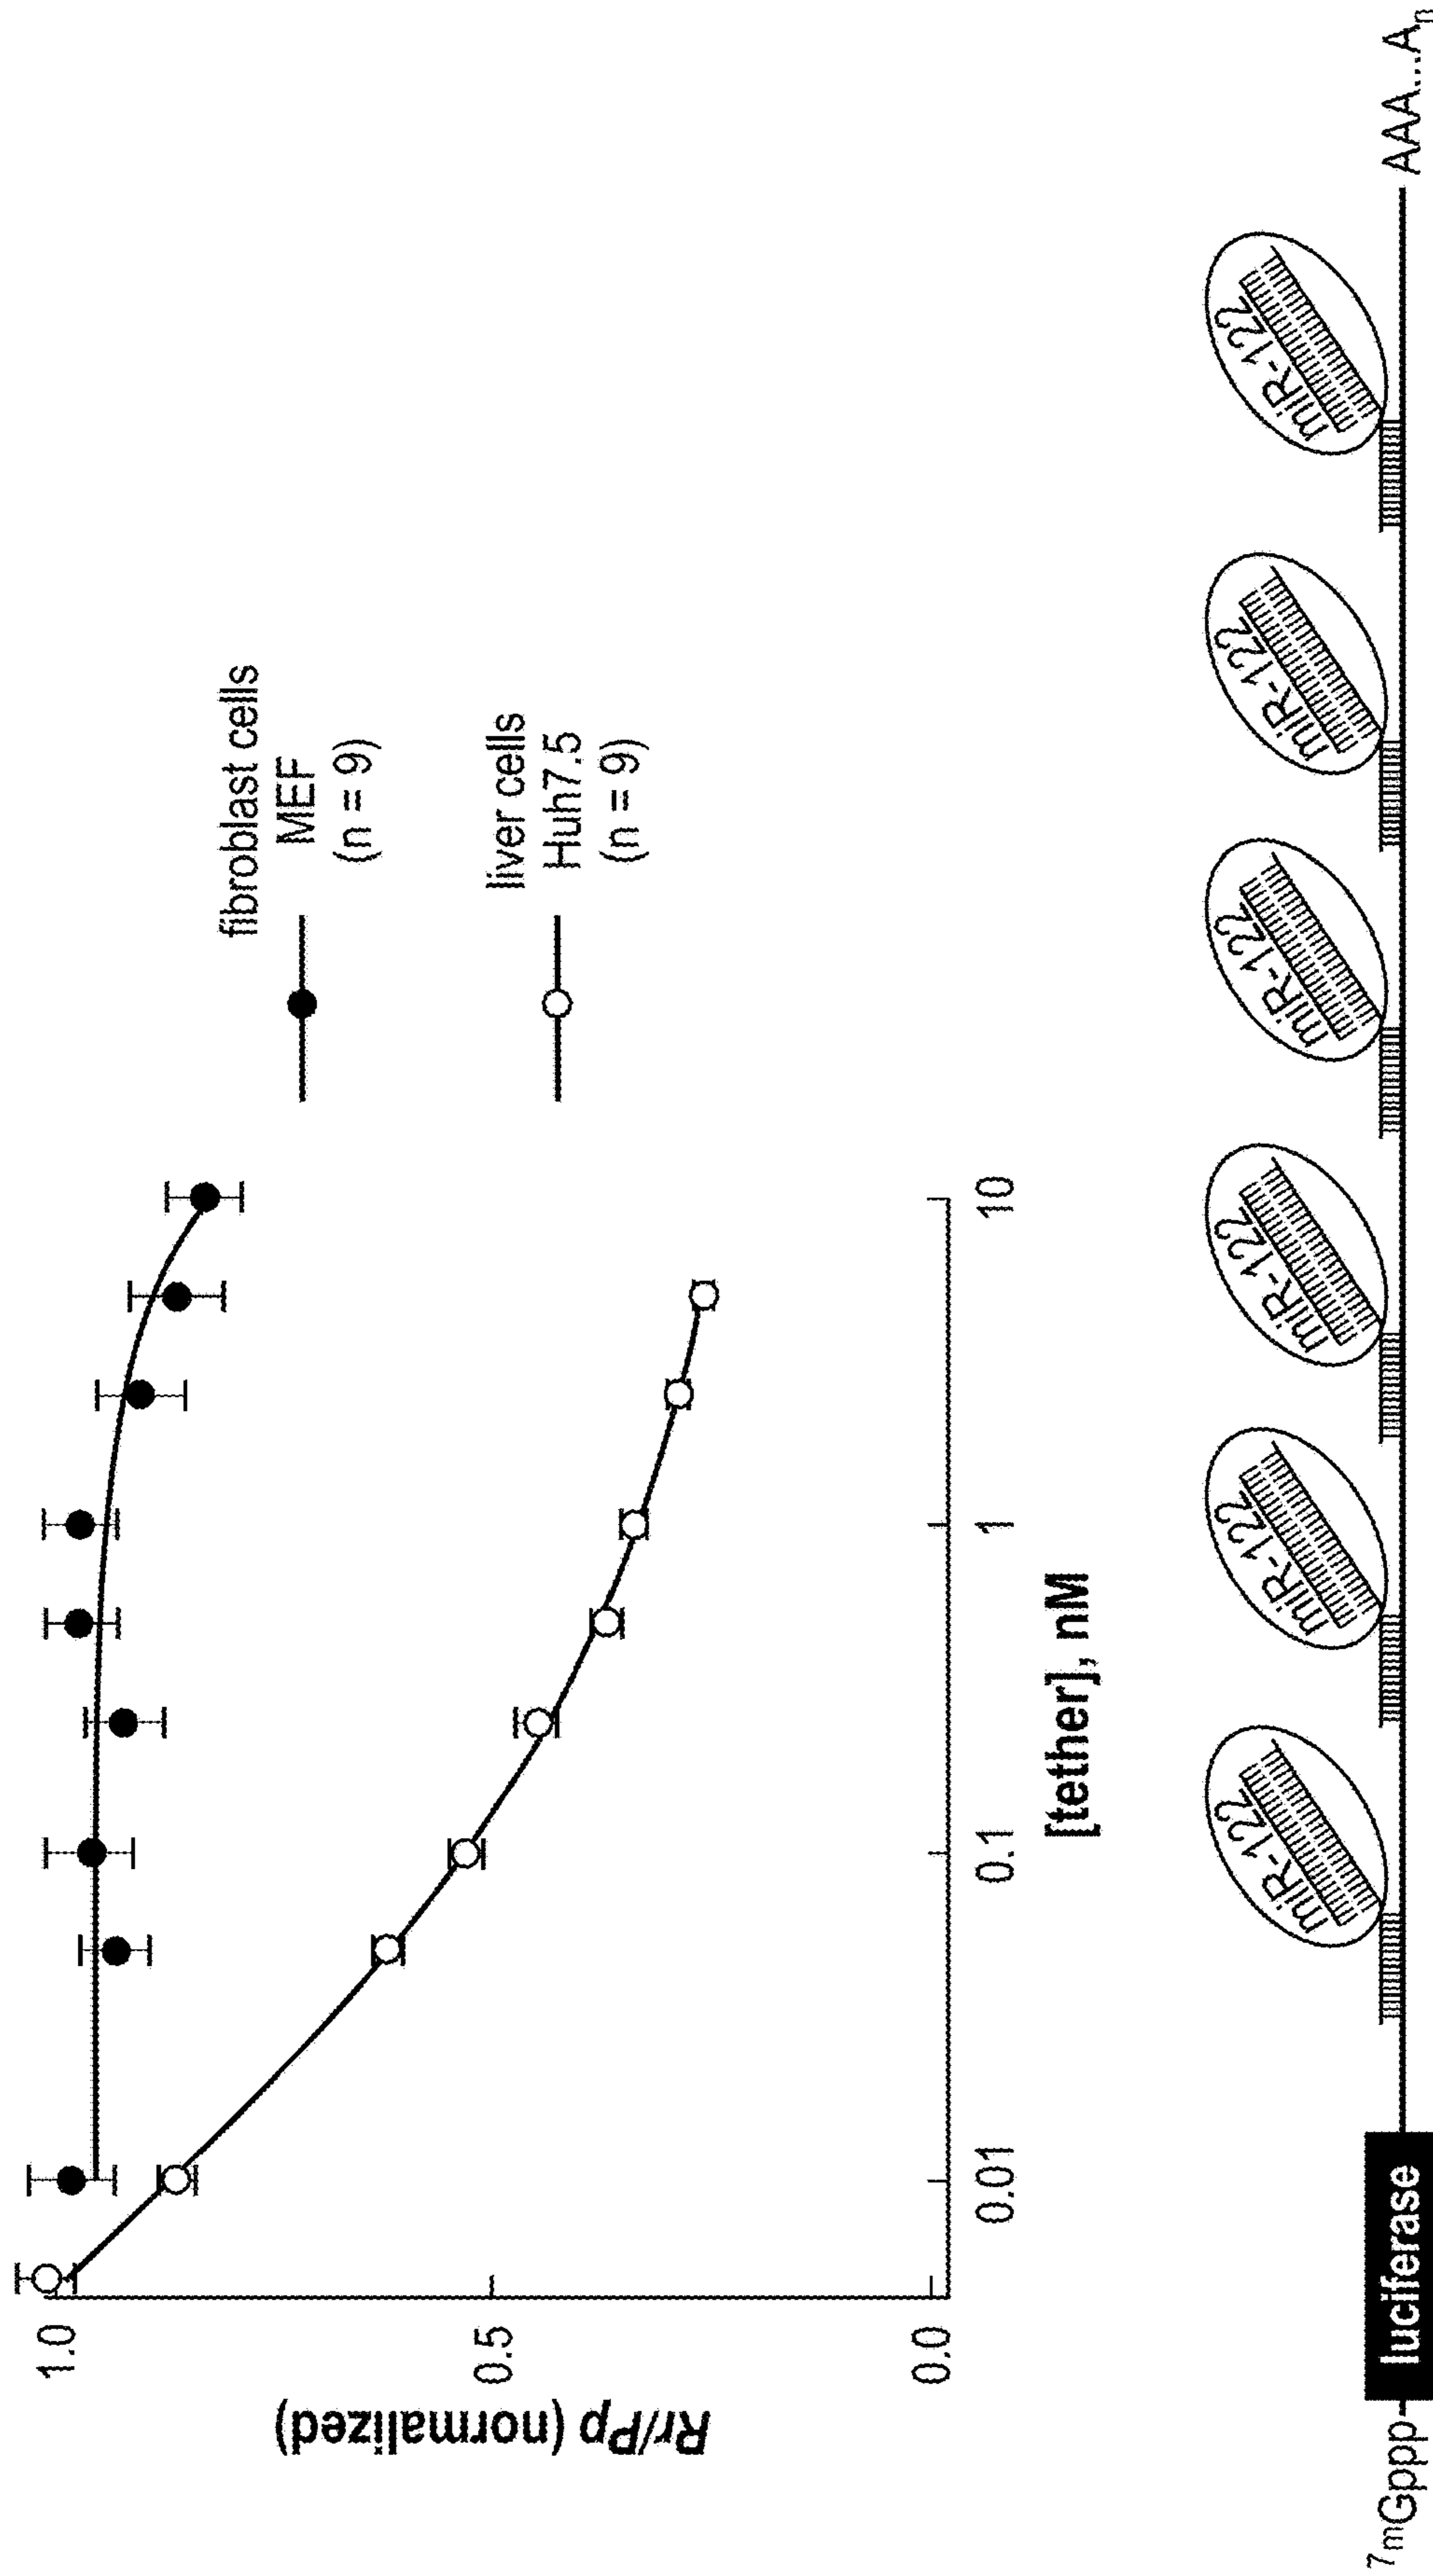 Rr/Pp (normalized)
1.0
0.5
0.0
0.01
0.1
1
10
[tether], nM
fibroblast cells
MEF
(n = 9)
liver cells
Huh7.5
(n = 9)
miR-122
miR-122
miR-122
miR-122
miR-122
miR-122
7mGppp luciferase AAA...An